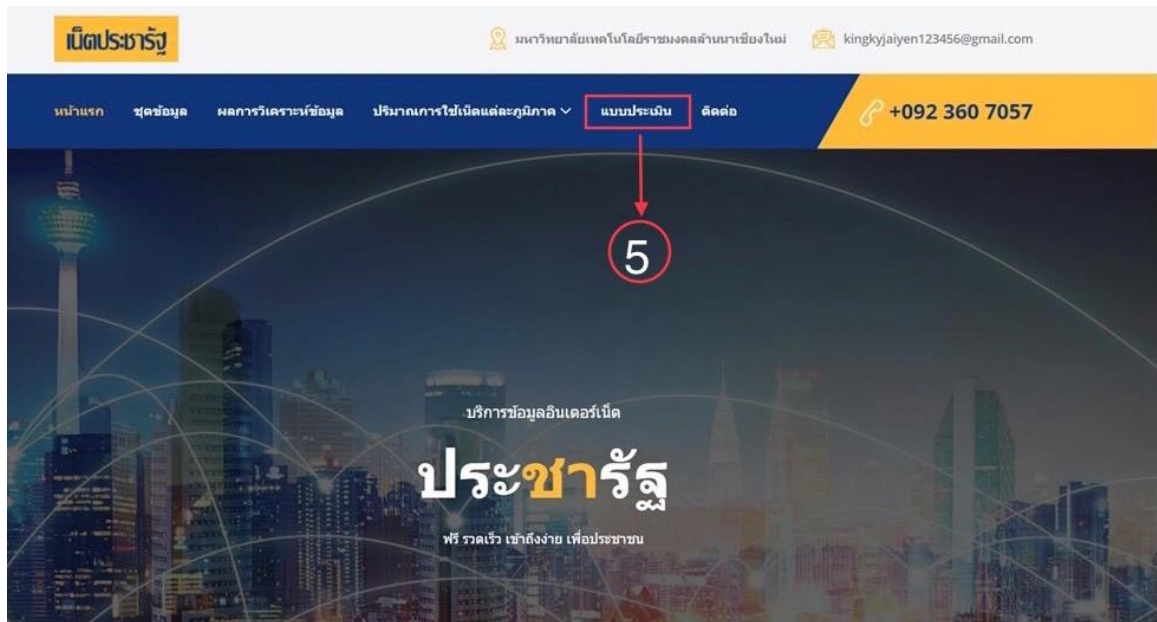 เน็ตประชารัฐ
มหาวิทยาลัยเทคโนโลยีราชมงคลล้านนาเชียงใหม่
kingkyjaiyen123456@gmail.com
หน้าแรก ชุดข้อมูล ผลการวิเคราะห์ข้อมูล ปริมาณการใช้เน็ตแต่ละภูมิภาค แบบประเมิน ติดต่อ
+092 360 7057
5
บริการข้อมูลอินเตอร์เน็ต
ประชารัฐ
ฟรี รวดเร็ว เข้าถึงง่าย เพื่อประชาชน